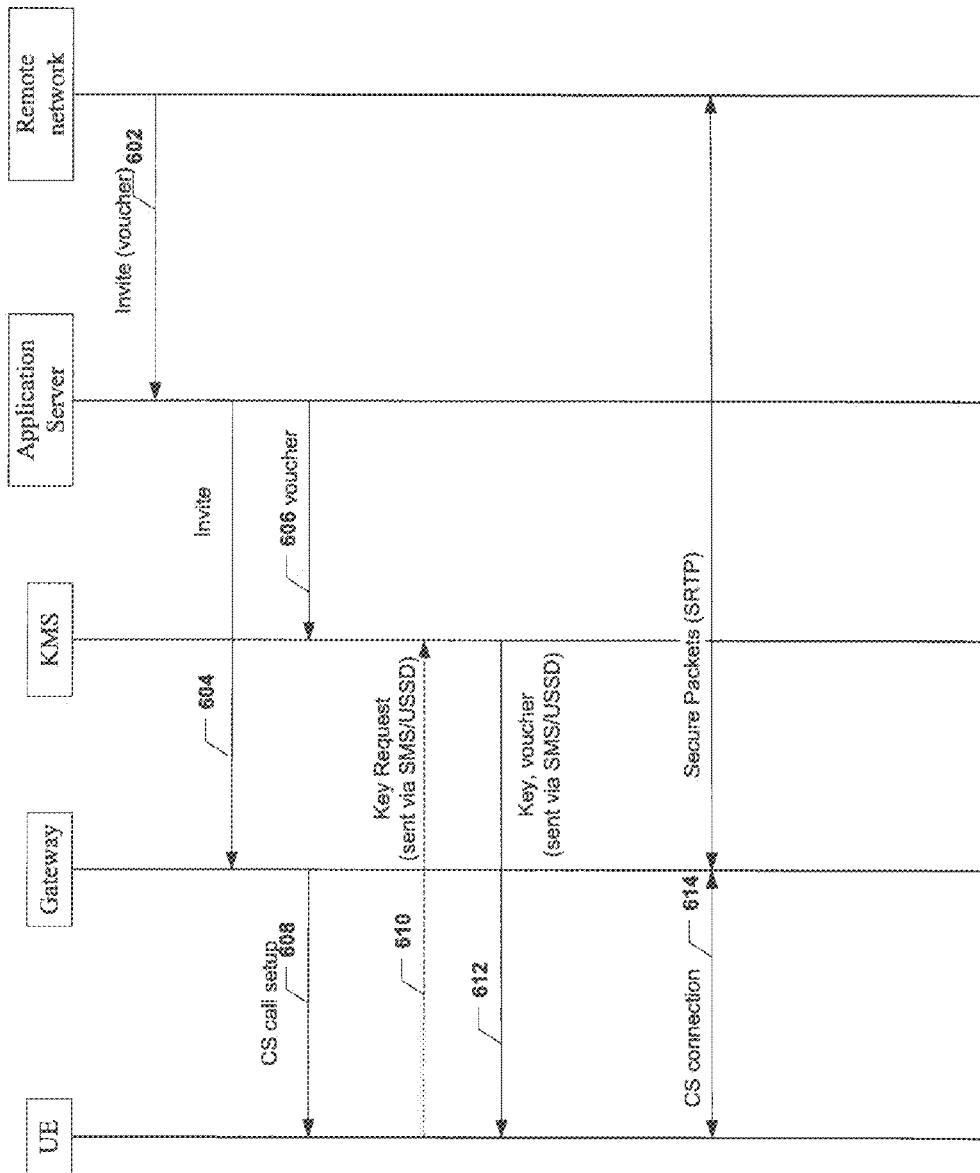 UE
Gateway
KMS
Application
Server
Remote
network
Invite (voucher)
602
Invite
604
606 voucher
CS call setup
608
Key Request
(sent via SMS/USSD)
610
Key, voucher
(sent via SMS/USSD)
612
CS connection
614
Secure Packets (SRTP)